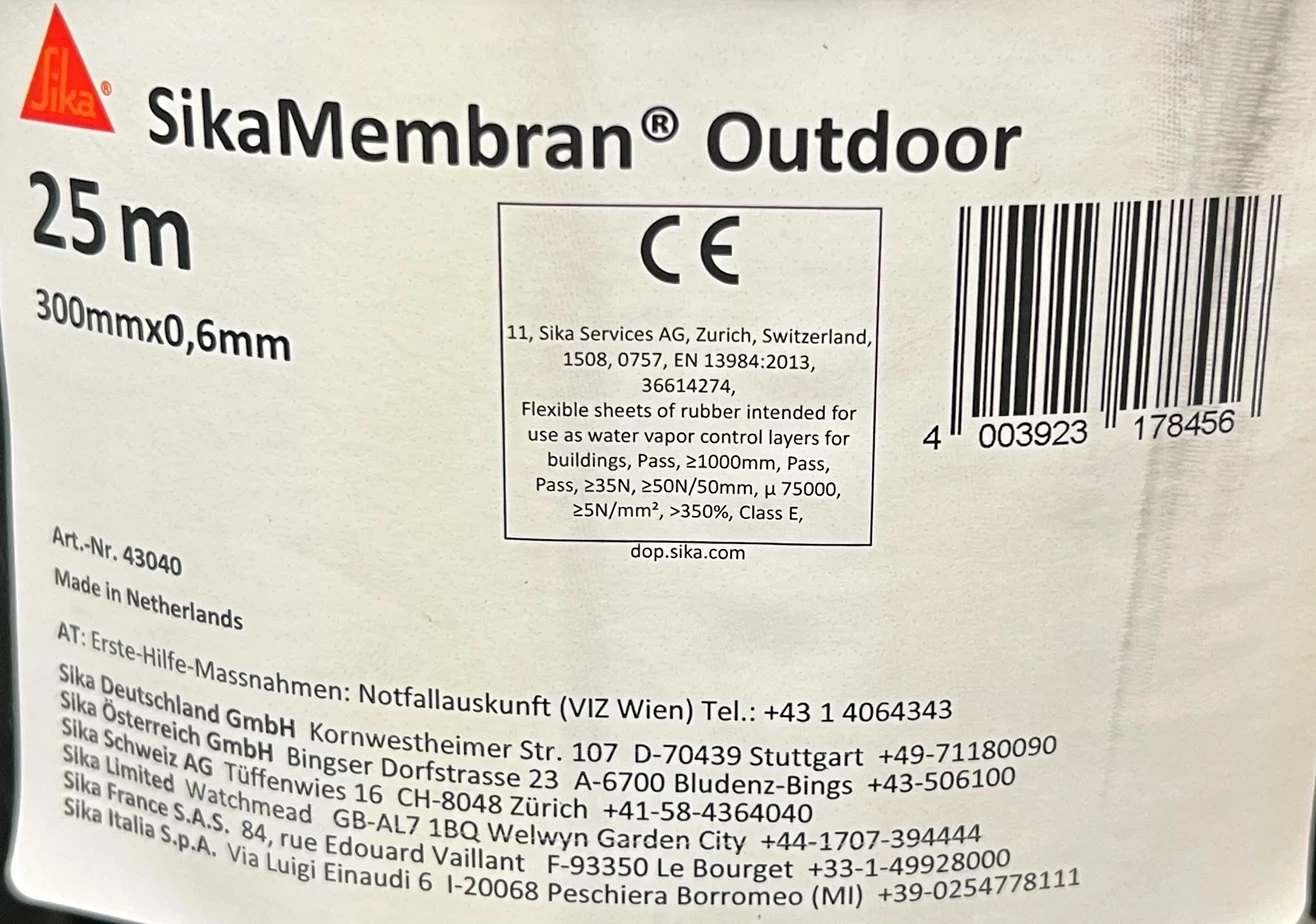 Sika®
SikaMembran® Outdoor
25 m
300mmx0,6mm
CE
11, Sika Services AG, Zurich, Switzerland,
1508, 0757, EN 13984:2013,
36614274,
Flexible sheets of rubber intended for
use as water vapor control layers for
buildings, Pass, ≥1000mm, Pass,
Pass, ≥35N, ≥50N/50mm, µ 75000,
≥5N/mm², >350%, Class E,
dop.sika.com
4 003923 178456
Art.-Nr. 43040
Made in Netherlands
AT: Erste-Hilfe-Massnahmen: Notfallauskunft (VIZ Wien) Tel.: +43 1 4064343
Sika Deutschland GmbH Kornwestheimer Str. 107 D-70439 Stuttgart +49-71180090
Sika Österreich GmbH Bingser Dorfstrasse 23 A-6700 Bludenz-Bings +43-506100
Sika Schweiz AG Tüffenwies 16 CH-8048 Zürich +41-58-4364040
Sika Limited Watchmead GB-AL7 1BQ Welwyn Garden City +44-1707-394444
Sika France S.A.S. 84, rue Edouard Vaillant F-93350 Le Bourget +33-1-49928000
Sika Italia S.p.A. Via Luigi Einaudi 6 I-20068 Peschiera Borromeo (MI) +39-0254778111